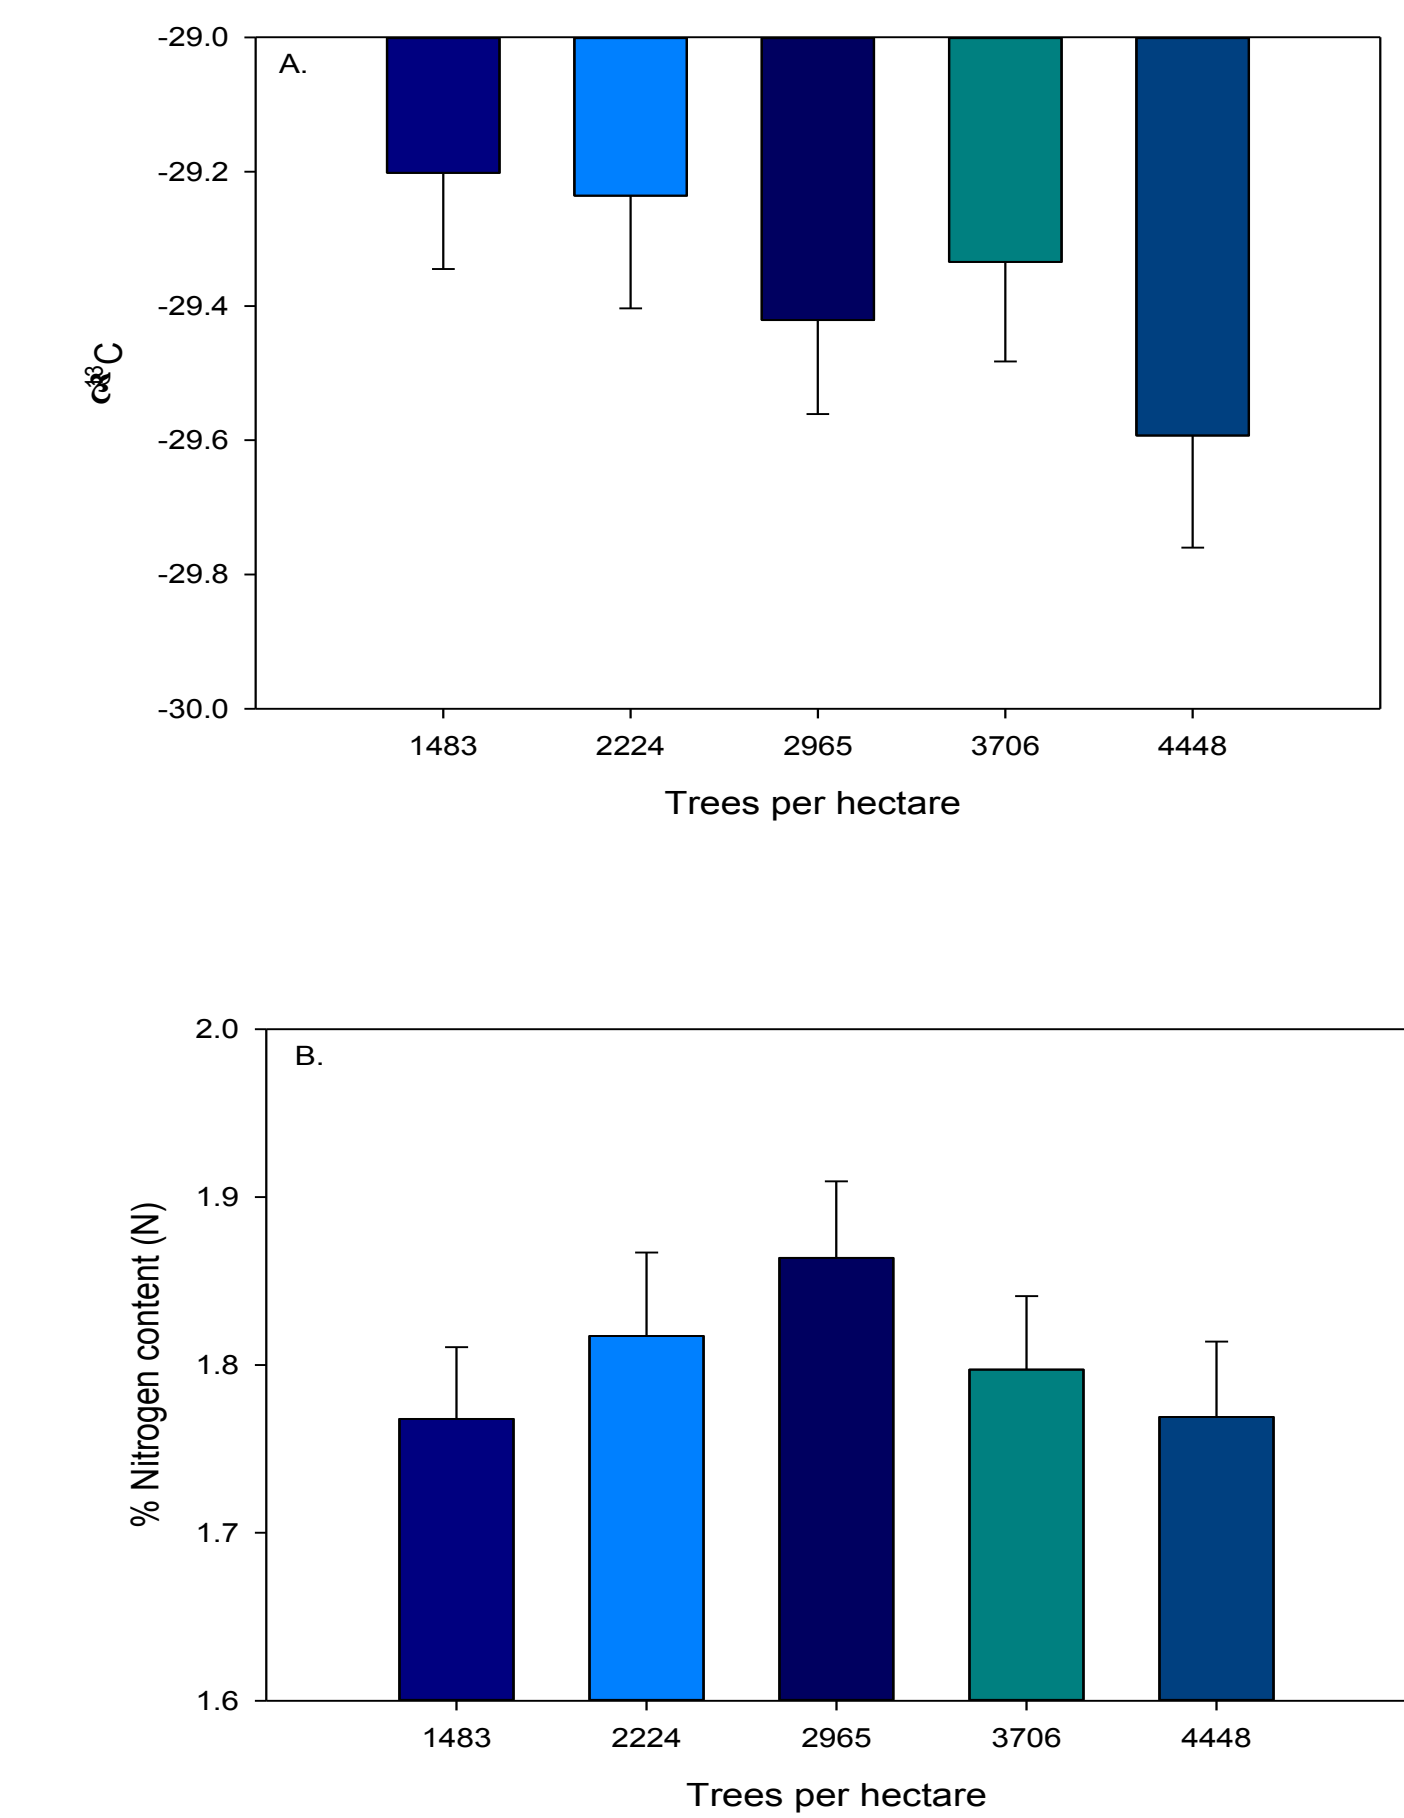 -29.0
A.
-29.2
-29.4
-29.6
-29.8
-30.0
1483 2224 2965 3706 4448
Trees per hectare
2.0
B.
1.9
1.8
1.7
1.6
% Nitrogen content (N)
1483 2224 2965 3706 4448
Trees per hectare